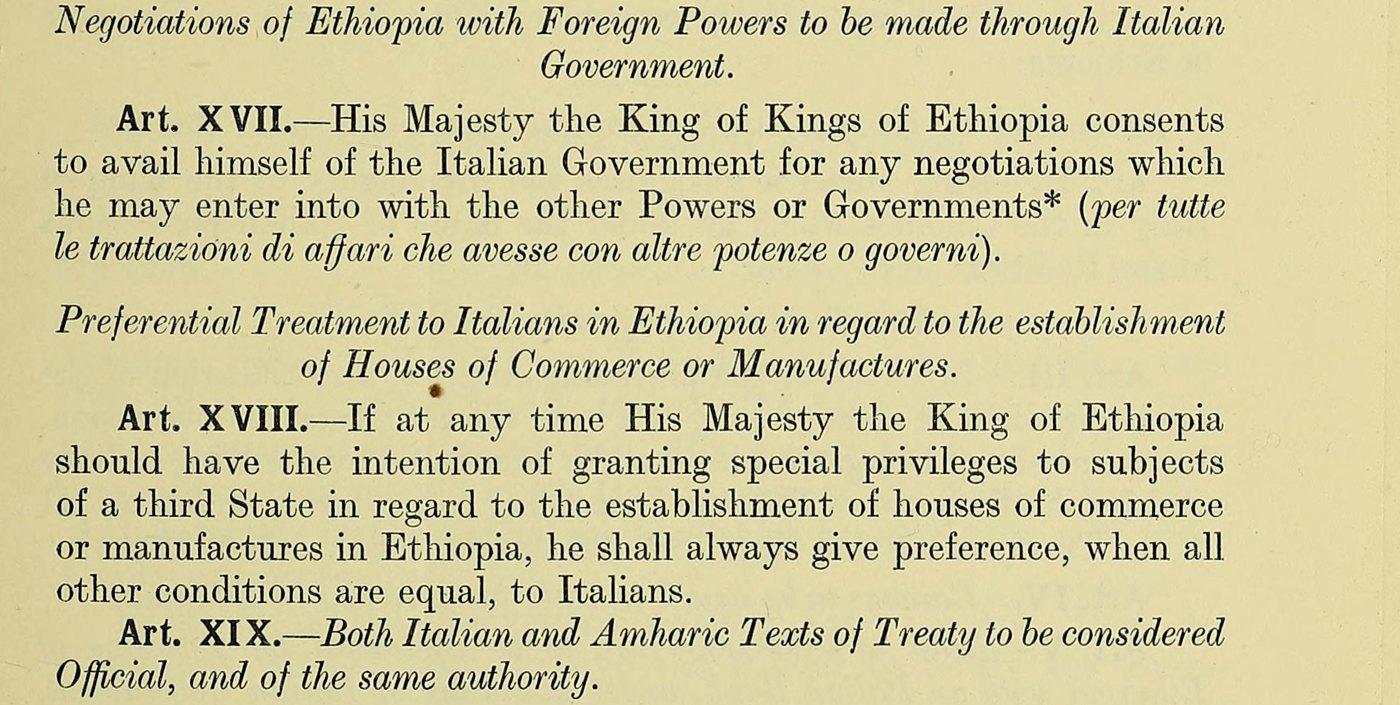 Negotiations of Ethiopia with Foreign Powers to be made through Italian
Government.
Art. XVII.—His Majesty the King of Kings of Ethiopia consents
to avail himself of the Italian Government for any negotiations which
he may enter into with the other Powers or Governments* (per tutte
le trattazioni di affari che avesse con altre potenze o governi).
Preferential Treatment to Italians in Ethiopia in regard to the establishment
of Houses of Commerce or Manufactures.
Art. XVIII.—If at any time His Majesty the King of Ethiopia
should have the intention of granting special privileges to subjects
of a third State in regard to the establishment of houses of commerce
or manufactures in Ethiopia, he shall always give preference, when all
other conditions are equal, to Italians.
Art. XIX.—Both Italian and Amharic Texts of Treaty to be considered
Official, and of the same authority.